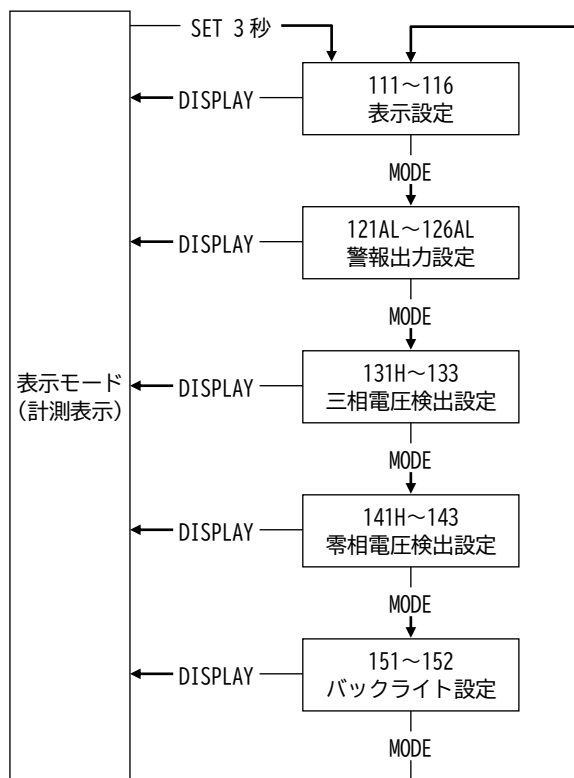 SET 3秒
111～116
表示設定
DISPLAY
MODE
121AL～126AL
警報出力設定
DISPLAY
MODE
表示モード
（計測表示）
131H～133
三相電圧検出設定
DISPLAY
MODE
141H～143
零相電圧検出設定
DISPLAY
MODE
151～152
バックライト設定
DISPLAY
MODE